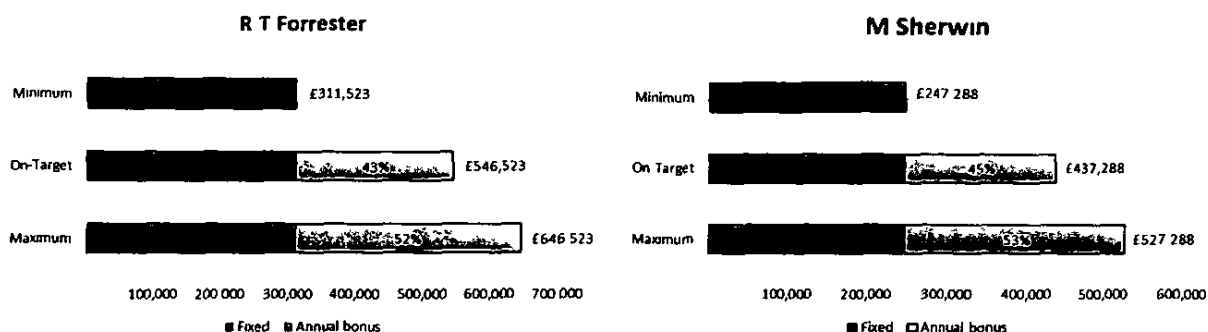 R T Forrester
Minimum £311,523
On-Target 43% £546,523
Maximum 52% £646 523
100,000 200 000 300,000 400,000 500,000 600,000 700 000
Fixed Annual bonus
M Sherwin
Minimum £247 288
On Target 45% £437,288
Maximum 53% £527 288
100,000 200,000 300,000 400,000 500,000 600,000
Fixed Annual bonus